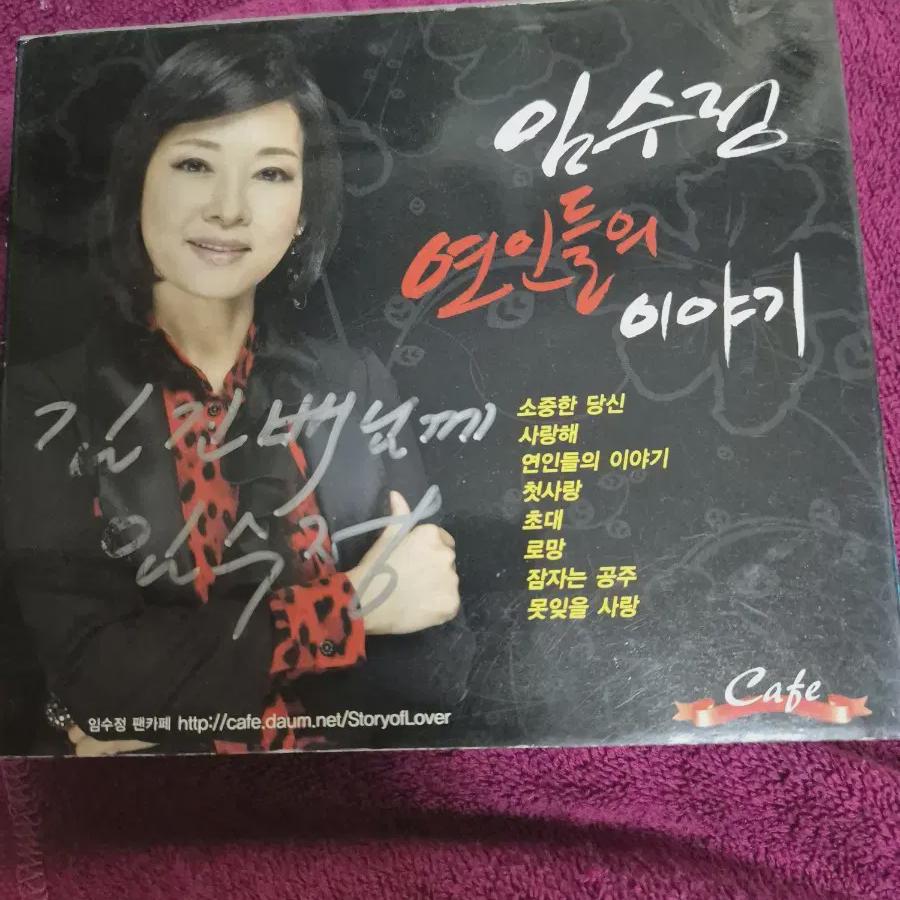 임수정
연인들의
이야기
김진백님께
임수정
소중한 당신
사랑해
연인들의 이야기
첫사랑
초대
로망
잠자는 공주
못잊을 사랑
Cafe
임수정 팬카페 http://cafe.daum.net/StoryofLover